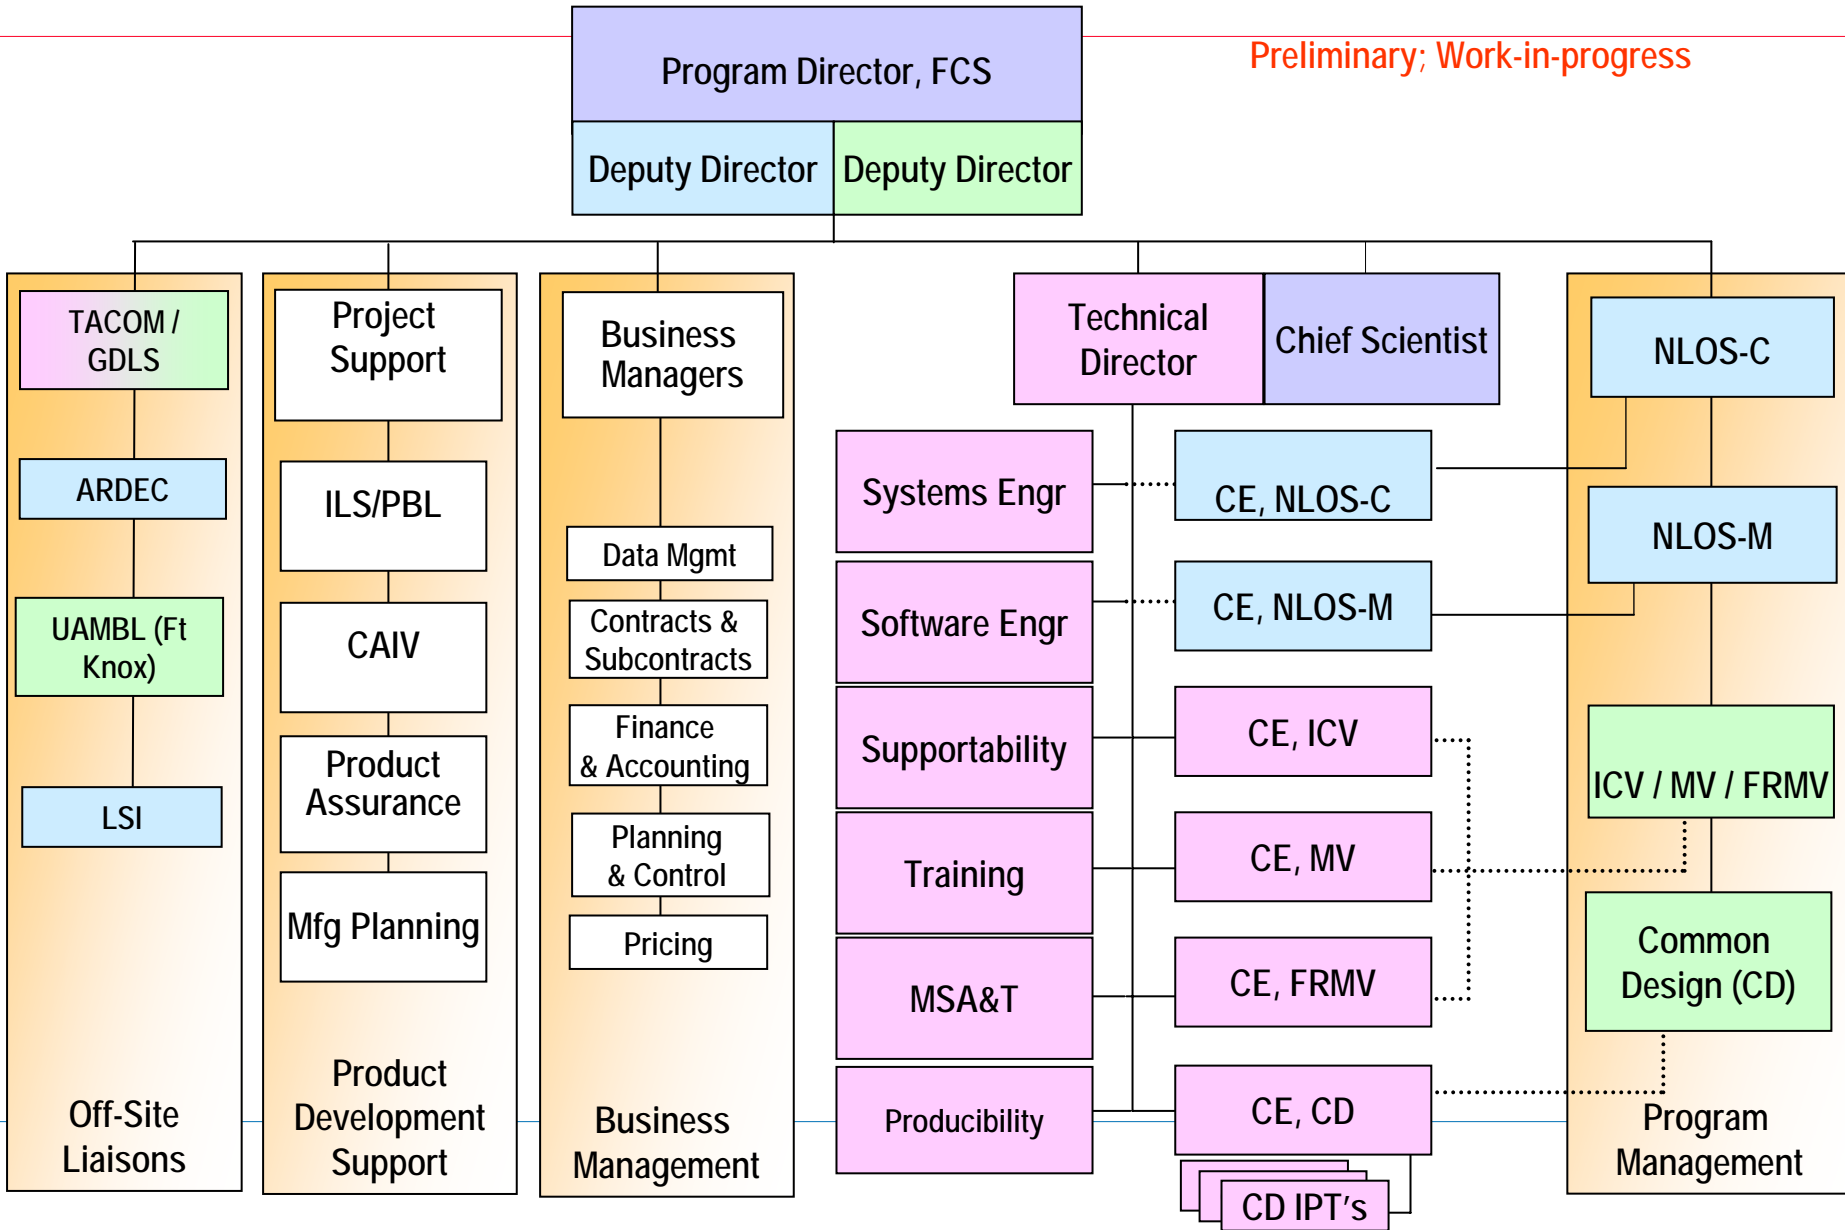 Program Director, FCS
Preliminary; Work-in-progress
Deputy Director
Deputy Director
TACOM /
GDLS
ARDEC
UAMBL (Ft
Knox)
LSI
Off-Site
Liaisons
Project
Support
ILS/PBL
CAIV
Product
Assurance
Mfg Planning
Product
Development
Support
Business
Managers
Data Mgmt
Contracts &
Subcontracts
Finance
& Accounting
Planning
& Control
Pricing
Business
Management
Technical
Director
Chief Scientist
Systems Engr
Software Engr
Supportability
Training
MSA&T
Producibility
CE, NLOS-C
CE, NLOS-M
CE, ICV
CE, MV
CE, FRMV
CE, CD
CD IPT's
NLOS-C
NLOS-M
ICV / MV / FRMV
Common
Design (CD)
Program
Management